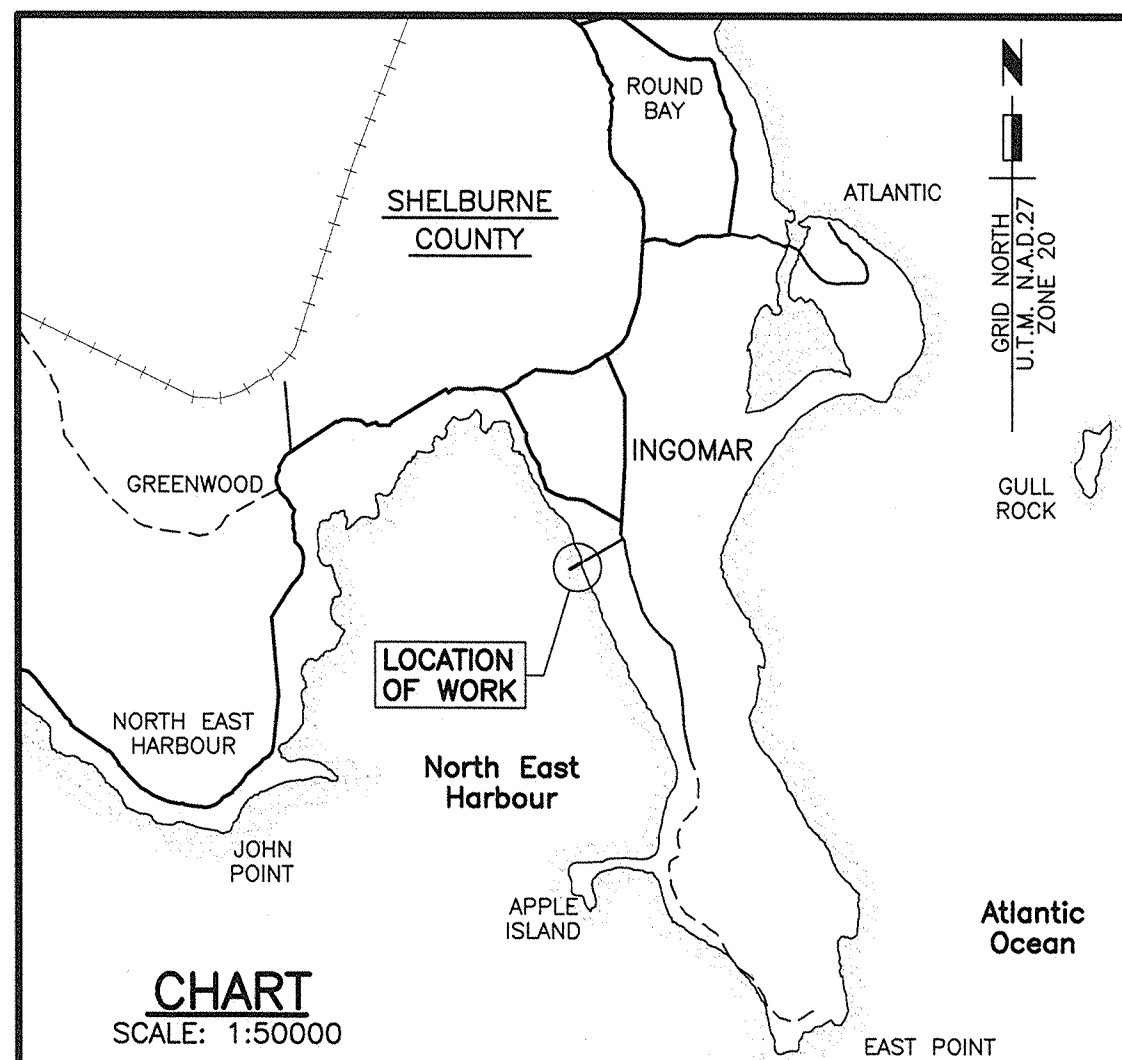 ROUND
BAY
N
SHELBURNE
COUNTY
ATLANTIC
GRID NORTH
U.T.M. N.A.D.27
ZONE 20
INGOMAR
GREENWOOD
GULL
ROCK
LOCATION
OF WORK
NORTH EAST
HARBOUR
North East
Harbour
JOHN
POINT
APPLE
ISLAND
Atlantic
Ocean
CHART
SCALE: 1:50000
EAST POINT